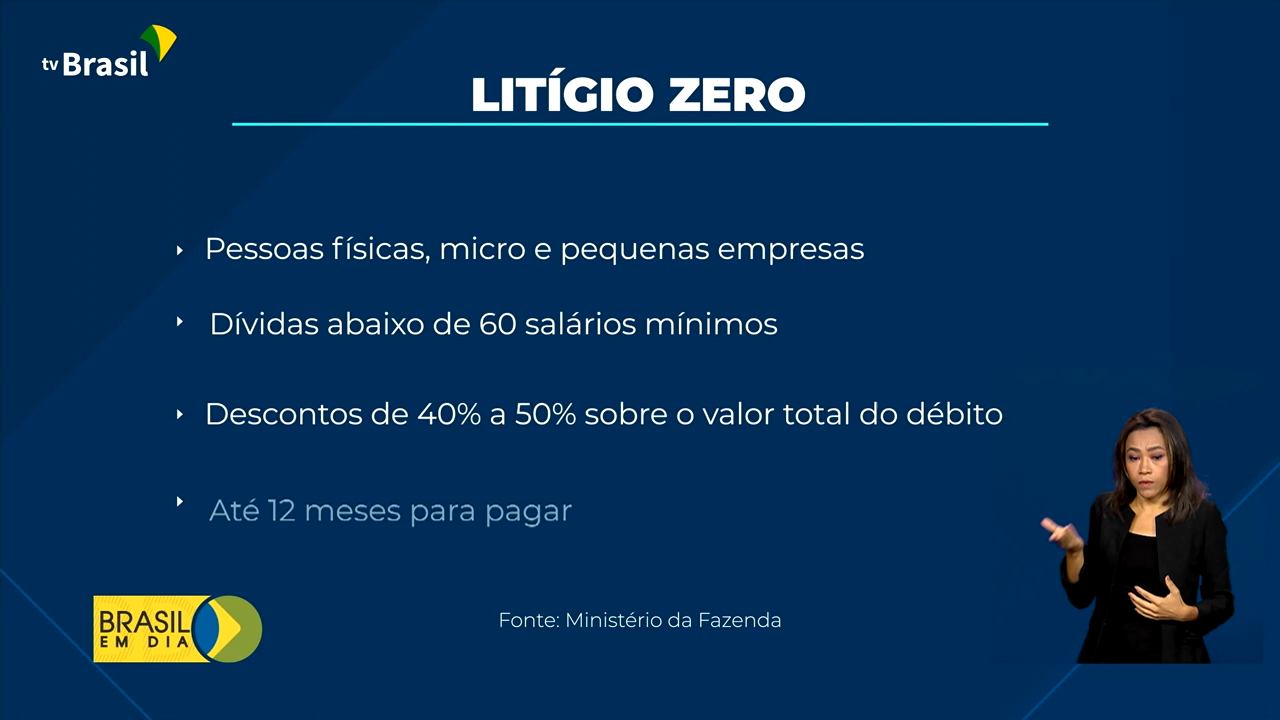 tv Brasil
LITÍGIO ZERO
Pessoas físicas, micro e pequenas empresas
Dívidas abaixo de 60 salários mínimos
Descontos de 40% a 50% sobre o valor total do débito
Até 12 meses para pagar
BRASIL
EM DIA
Fonte: Ministério da Fazenda